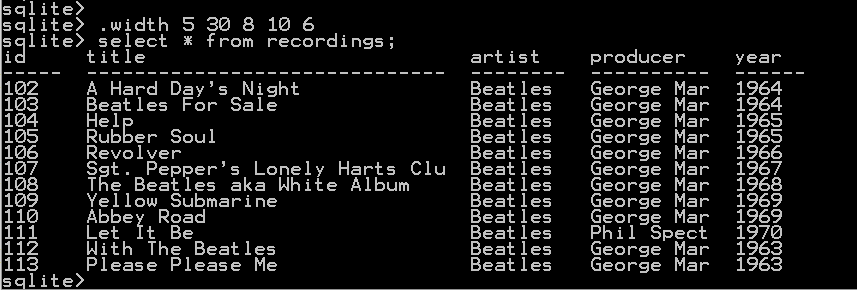 sqlite>
sqlite> .width 5 30 8 10 6
sqlite> select * from recordings;
id     title                           artist    producer    year
-----  ------------------------------  --------  ----------  ------
102    A Hard Day's Night              Beatles   George Mar  1964
103    Beatles For Sale                Beatles   George Mar  1964
104    Help                            Beatles   George Mar  1965
105    Rubber Soul                     Beatles   George Mar  1965
106    Revolver                        Beatles   George Mar  1966
107    Sgt. Pepper's Lonely Harts Clu  Beatles   George Mar  1967
108    The Beatles aka White Album     Beatles   George Mar  1968
109    Yellow Submarine                Beatles   George Mar  1969
110    Abbey Road                      Beatles   George Mar  1969
111    Let It Be                       Beatles   Phil Spect  1970
112    With The Beatles                Beatles   George Mar  1963
113    Please Please Me                Beatles   George Mar  1963
sqlite>